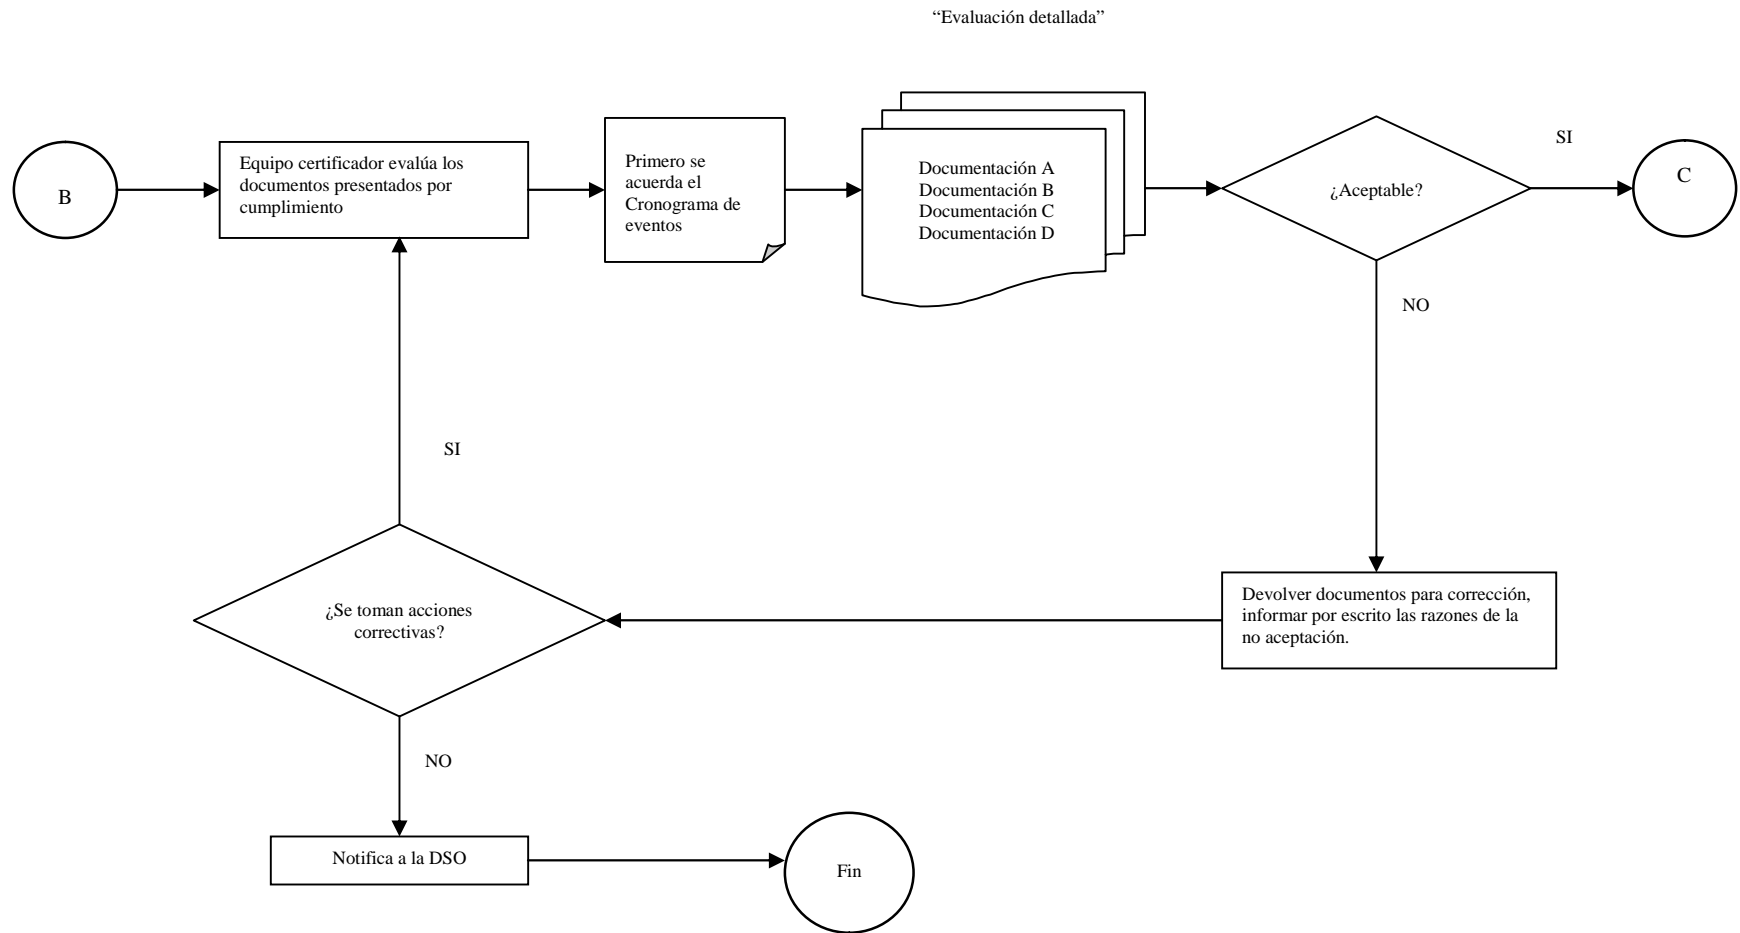 “Evaluación detallada”
B
Equipo certificador evalúa los
documentos presentados por
cumplimiento
Primero se
acuerda el
Cronograma de
eventos
Documentación A
Documentación B
Documentación C
Documentación D
¿Aceptable?
SI
C
NO
Devolver documentos para corrección,
informar por escrito las razones de la
no aceptación.
¿Se toman acciones
correctivas?
SI
NO
Notifica a la DSO
Fin